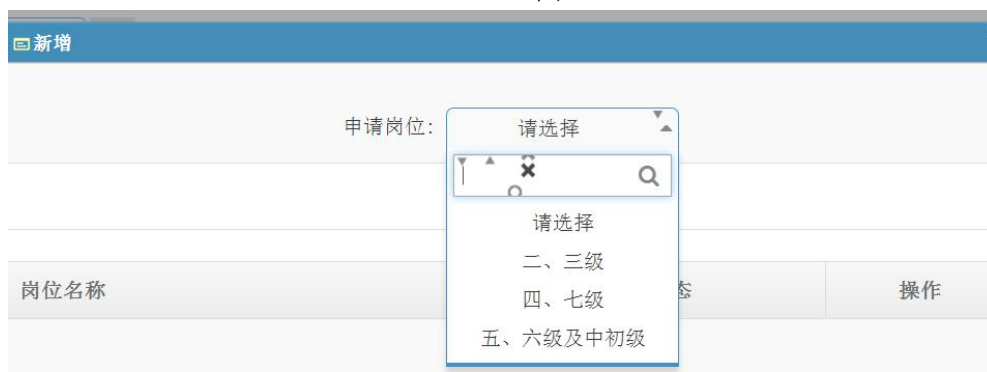 新增
申请岗位: 请选择
请选择
二、三级
岗位名称 态 操作
四、七级
五、六级及中初级